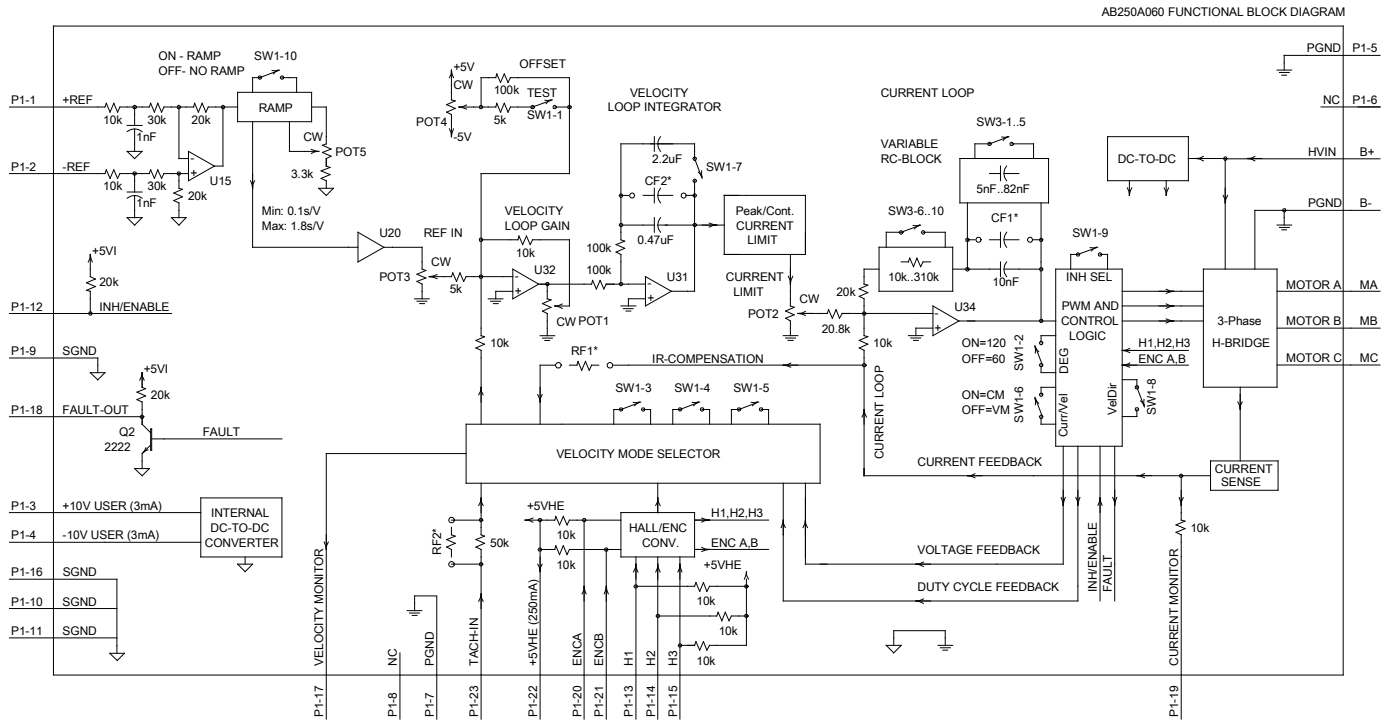 AB250A060 FUNCTIONAL BLOCK DIAGRAM
P1-1
+REF
10k
30k
20k
1nF
P1-2
-REF
10k
30k
1nF
20k
U15
ON - RAMP
OFF- NO RAMP
SW1-10
RAMP
CW
POT5
3.3k
Min: 0.1s/V
Max: 1.8s/V
U20
REF IN
CW
POT3
5k
+5V
CW
POT4
-5V
OFFSET
100k
TEST
SW1-1
5k
VELOCITY
LOOP GAIN
10k
U32
CW
POT1
10k
VELOCITY
LOOP INTEGRATOR
2.2uF
SW1-7
CF2*
0.47uF
100k
100k
U31
Peak/Cont.
CURRENT
LIMIT
CURRENT
LIMIT
CW
POT2
20.8k
CURRENT LOOP
VARIABLE
RC-BLOCK
SW3-1..5
5nF..82nF
SW3-6..10
10k..310k
CF1*
10nF
20k
U34
10k
SW1-9
INH SEL
PWM AND
CONTROL
LOGIC
ON=120
OFF=60
SW1-2
DEG
ON=CM
OFF=VM
SW1-6
Curr/Vel
VelDir
SW1-8
H1,H2,H3
ENC A,B
DC-TO-DC
3-Phase
H-BRIDGE
CURRENT
SENSE
PGND
P1-5
NC
P1-6
HVIN
B+
PGND
B-
MOTOR A
MA
MOTOR B
MB
MOTOR C
MC
+5VI
20k
P1-12
INH/ENABLE
P1-9
SGND
+5VI
20k
P1-18
FAULT-OUT
Q2
2222
FAULT
P1-3
+10V USER (3mA)
P1-4
-10V USER (3mA)
INTERNAL
DC-TO-DC
CONVERTER
P1-16
SGND
P1-10
SGND
P1-11
SGND
RF1*
IR-COMPENSATION
SW1-3
SW1-4
SW1-5
VELOCITY MODE SELECTOR
CURRENT LOOP
CURRENT FEEDBACK
VOLTAGE FEEDBACK
DUTY CYCLE FEEDBACK
INH/ENABLE
FAULT
10k
CURRENT MONITOR
RF2*
50k
+5VHE
10k
10k
HALL/ENC
CONV.
H1,H2,H3
ENC A,B
+5VHE
10k
10k
10k
VELOCITY MONITOR
NC
PGND
TACH-IN
+5VHE (250mA)
ENCA
ENCB
H1
H2
H3
P1-17
P1-8
P1-7
P1-23
P1-22
P1-20
P1-21
P1-13
P1-14
P1-15
P1-19